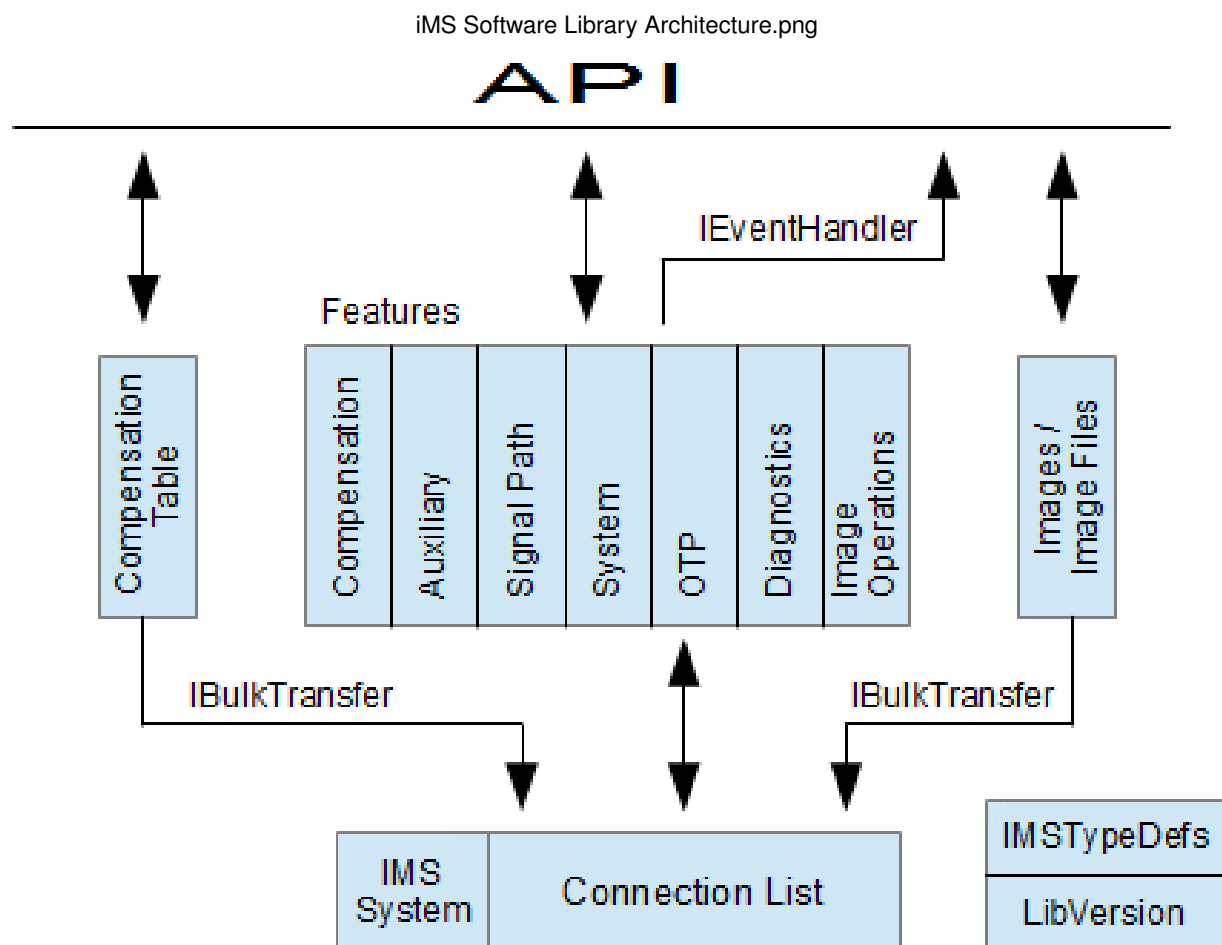 iMS Software Library Architecture.png
API
IEventHandler
Features
Compensation
Table
Compensation
Auxiliary
Signal Path
System
OTP
Diagnostics
Image
Operations
Images /
Image Files
IBulkTransfer
IBulkTransfer
IMS
System
Connection List
IMSTypeDefs
LibVersion